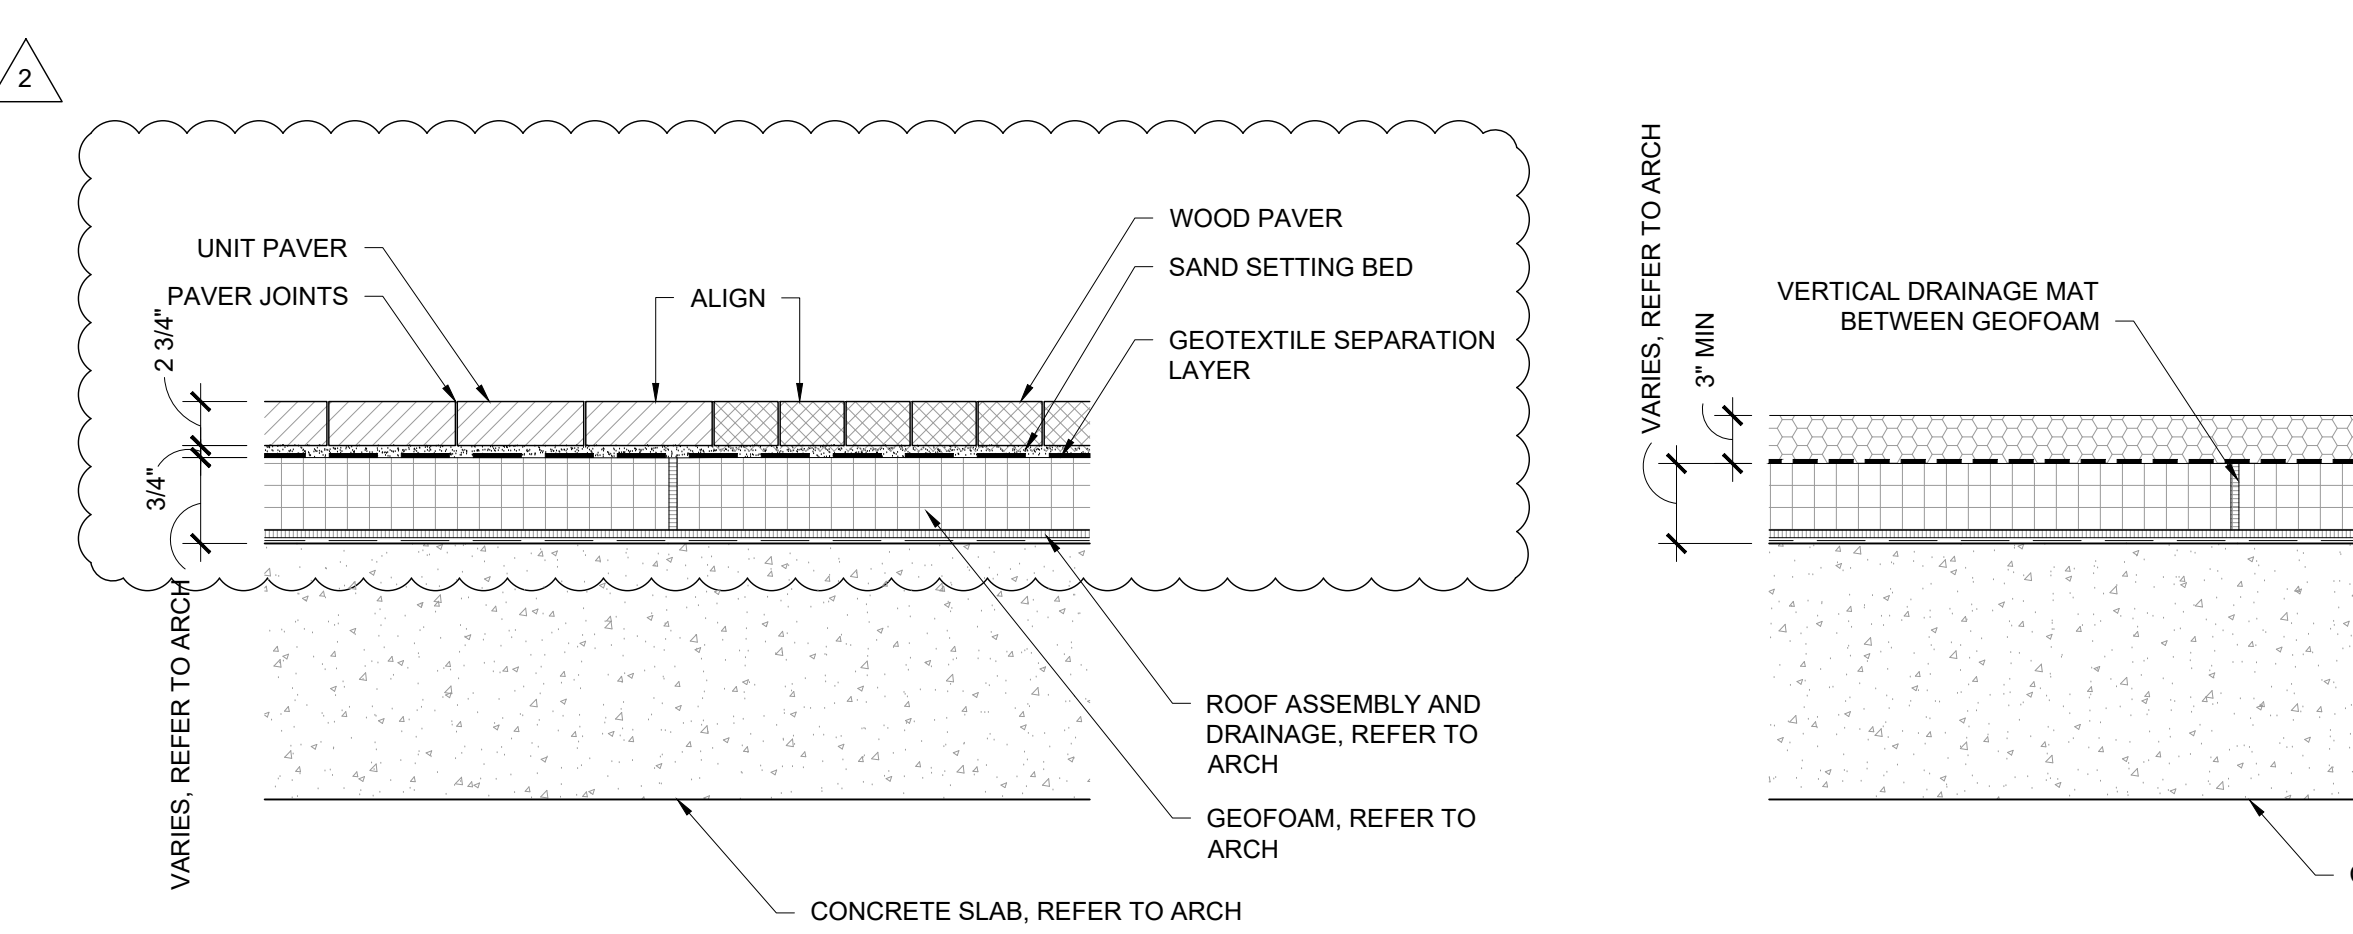 2
UNIT PAVER
PAVER JOINTS
2 3/4"
3/4"
VARIES, REFER TO ARCH
ALIGN
WOOD PAVER
SAND SETTING BED
GEOTEXTILE SEPARATION
LAYER
ROOF ASSEMBLY AND
DRAINAGE, REFER TO
ARCH
GEOFOAM, REFER TO
ARCH
CONCRETE SLAB, REFER TO ARCH
VARIES, REFER TO ARCH
3" MIN
VERTICAL DRAINAGE MAT
BETWEEN GEOFOAM